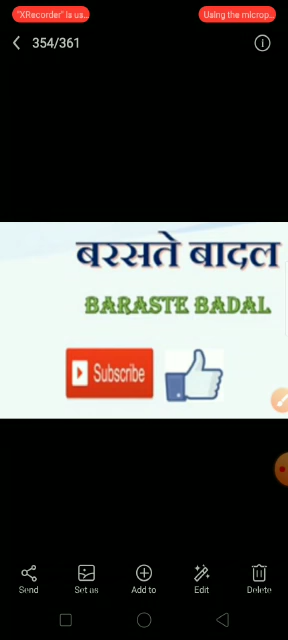 "XRecorder" is us..
Using the microp..
354/361
बरसते बादल
BARASTE BADAL
Subscribe
Send
Set as
Add to
Edit
Delete